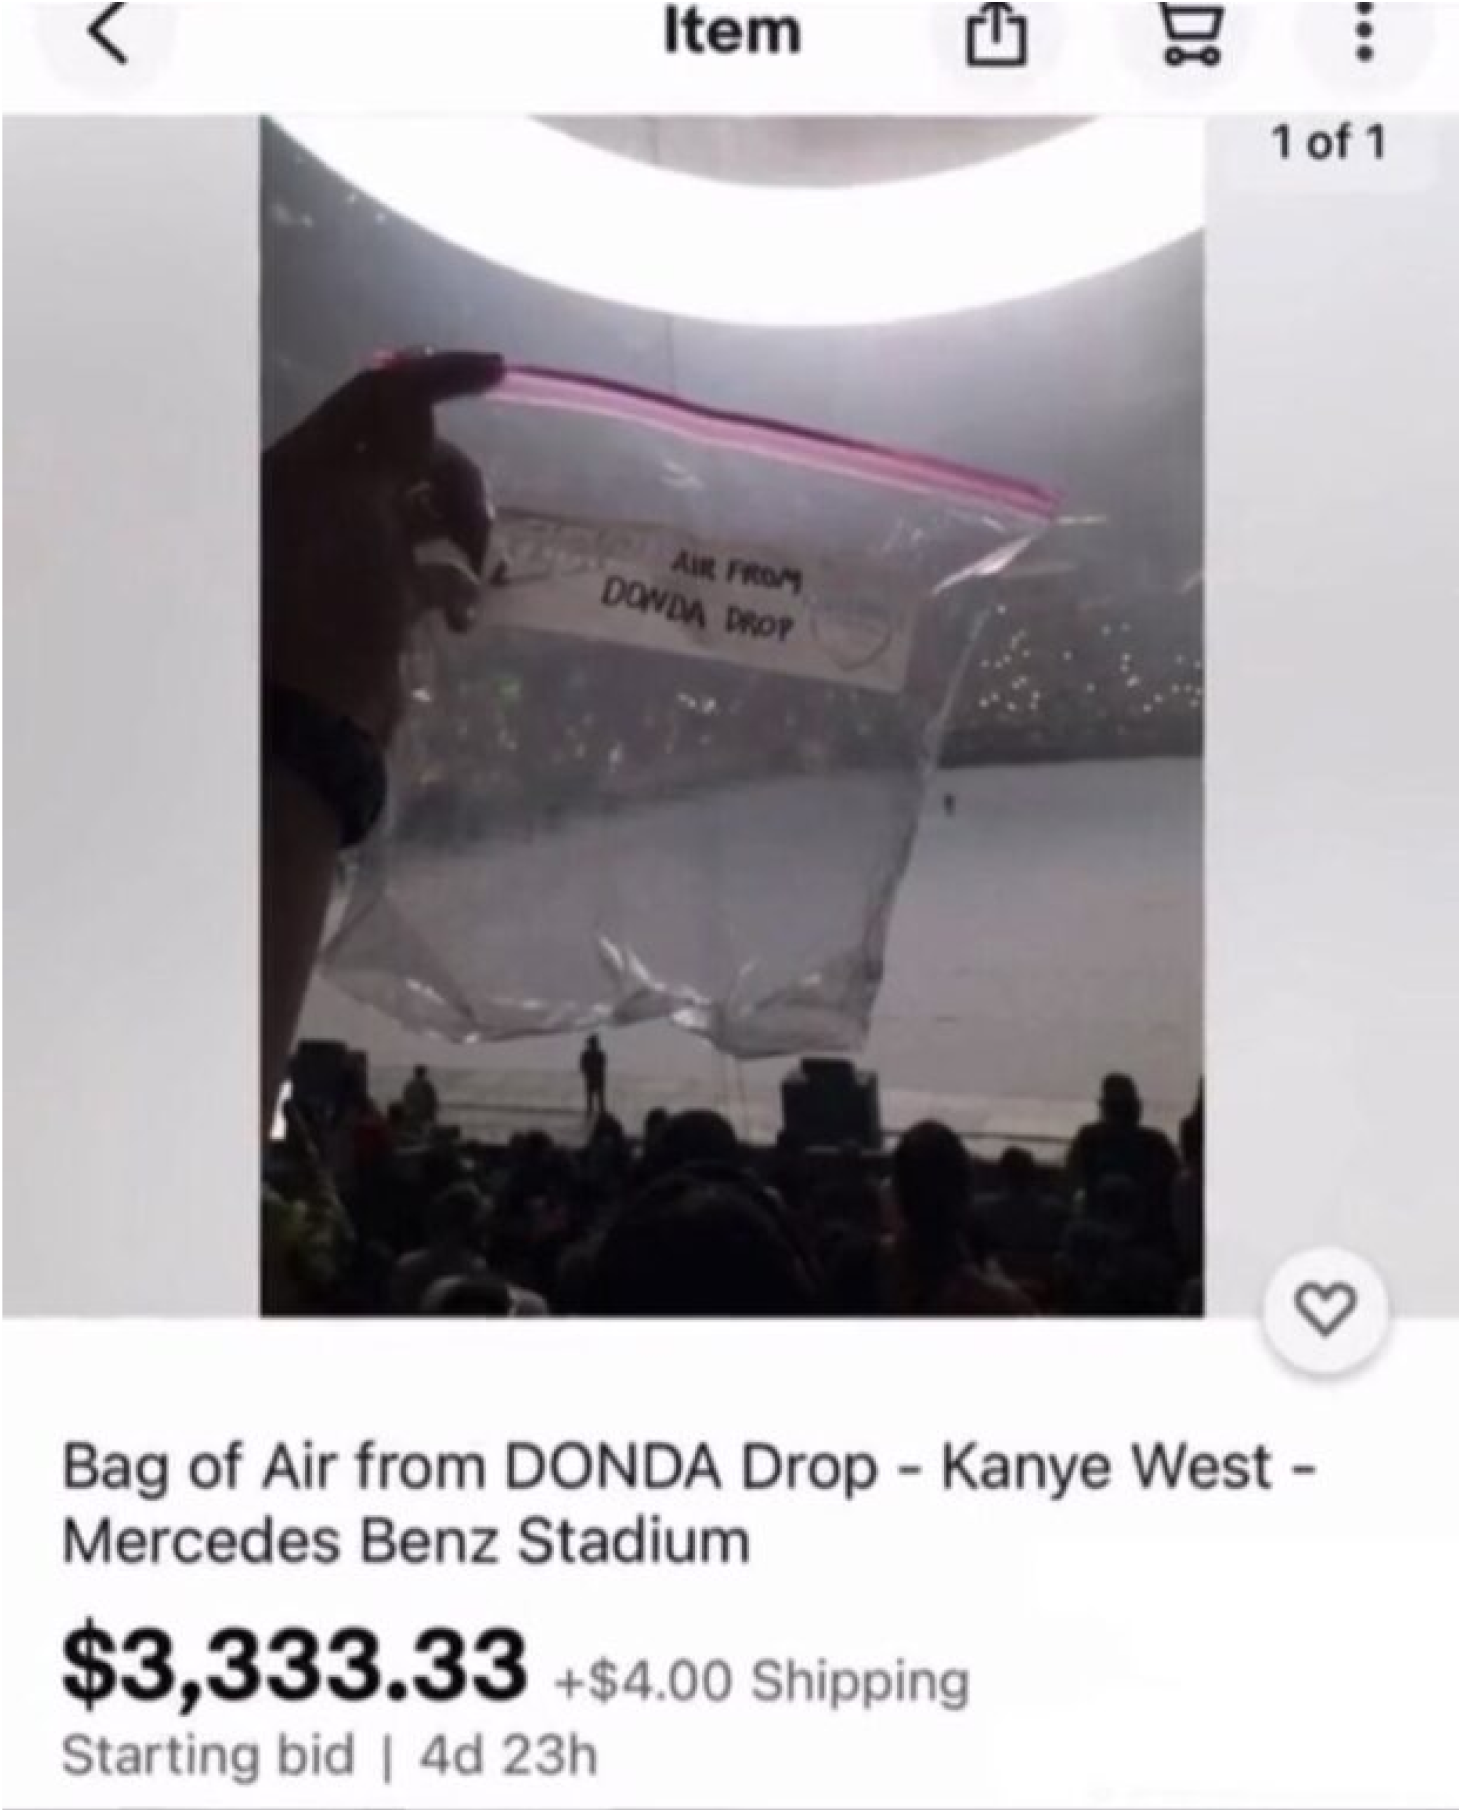 Item
1 of 1
AIR FROM
DONDA DROP
Bag of Air from DONDA Drop - Kanye West -
Mercedes Benz Stadium
$3,333.33 +$4.00 Shipping
Starting bid | 4d 23h